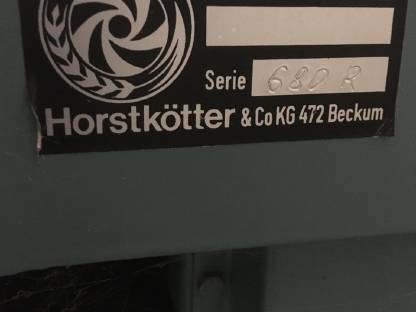 Serie 680 R
Horstkötter & Co KG 472 Beckum